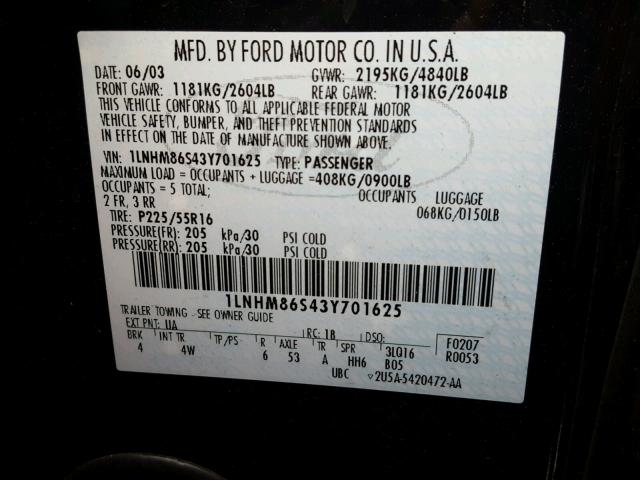 MFD. BY FORD MOTOR CO. IN U.S.A.
DATE: 06/03 GVWR: 2195KG/4840LB
FRONT GAWR: 1181KG/2604LB REAR GAWR: 1181KG/2604LB
THIS VEHICLE CONFORMS TO ALL APPLICABLE FEDERAL MOTOR
VEHICLE SAFETY, BUMPER, AND THEFT PREVENTION STANDARDS
IN EFFECT ON THE DATE OF MANUFACTURE SHOWN ABOVE.
VIN: 1LNHM86S43Y701625 TYPE: PASSENGER
MAXIMUM LOAD = OCCUPANTS + LUGGAGE =408KG/0900LB
OCCUPANTS = 5 TOTAL; OCCUPANTS LUGGAGE
2 FR, 3 RR 068KG/0150LB
TIRE: P225/55R16
PRESSURE(FR): 205 kPa/30 PSI COLD
PRESSURE(RR): 205 kPa/30 PSI COLD
1LNHM86S43Y701625
TRAILER TOWING - SEE OWNER GUIDE
EXT PNT: UA RC: 18 DSO: F0207
BRK INT TR TP/PS R AXLE TR SPR 3LQ16 R0053
4 4W 6 53 A HH6 B05
UBC ▽2U5A-5420472-AA